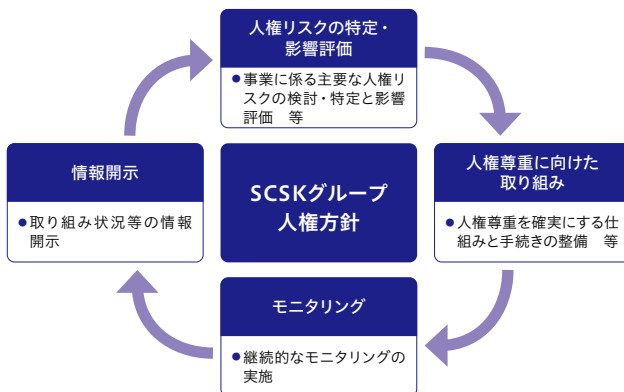 人権リスクの特定・
影響評価
●事業に係る主要な人権リ
スクの検討・特定と影響
評価　等
人権尊重に向けた
取り組み
●人権尊重を確実にする仕
組みと手続きの整備　等
モニタリング
●継続的なモニタリングの
実施
情報開示
●取り組み状況等の情報
開示
SCSKグループ
人権方針